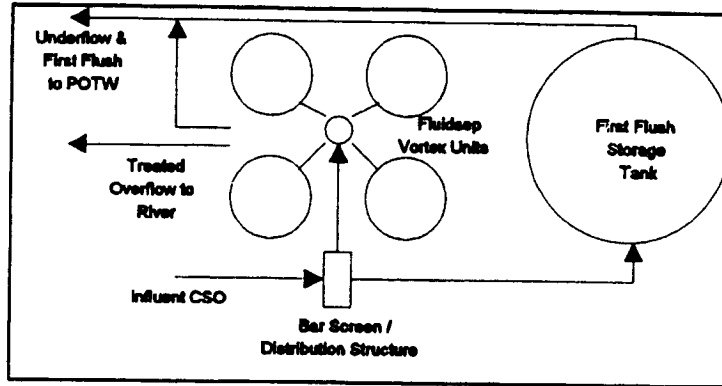 Underflow &
First Flush
to POTW
Fluidsep
Vortex Units
First Flush
Storage
Tank
Treated
Overflow to
River
Influent CSO
Bar Screen /
Distribution Structure